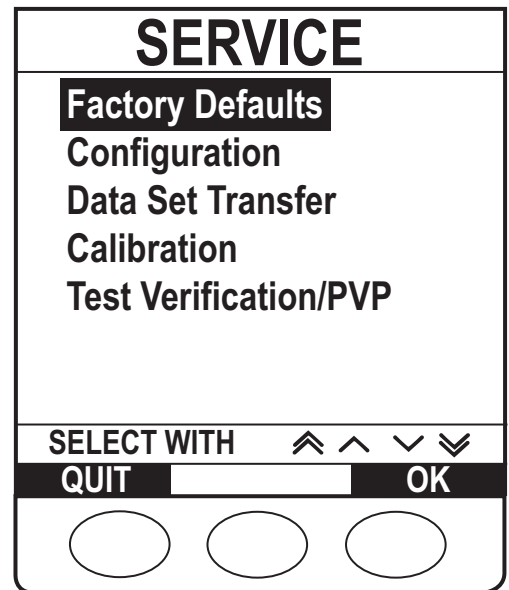 SERVICE
Factory Defaults
Configuration
Data Set Transfer
Calibration
Test Verification/PVP
SELECT WITH
QUIT OK